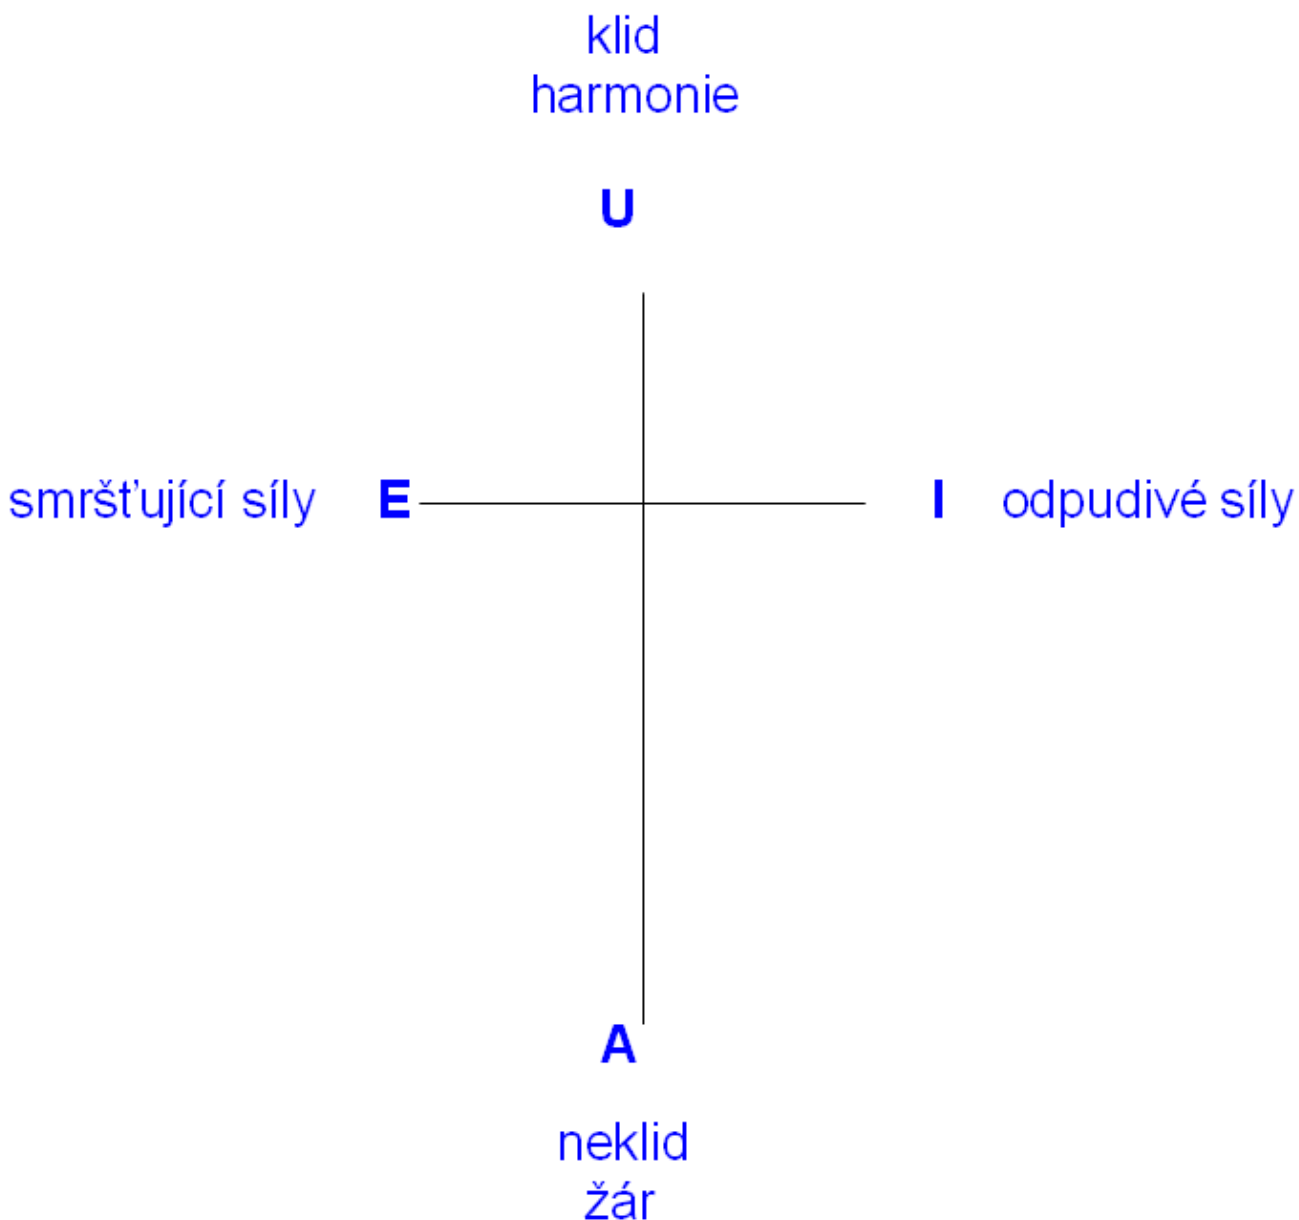 klid
harmonie
U
smršťující síly E I odpudivé síly
A
neklid
žár